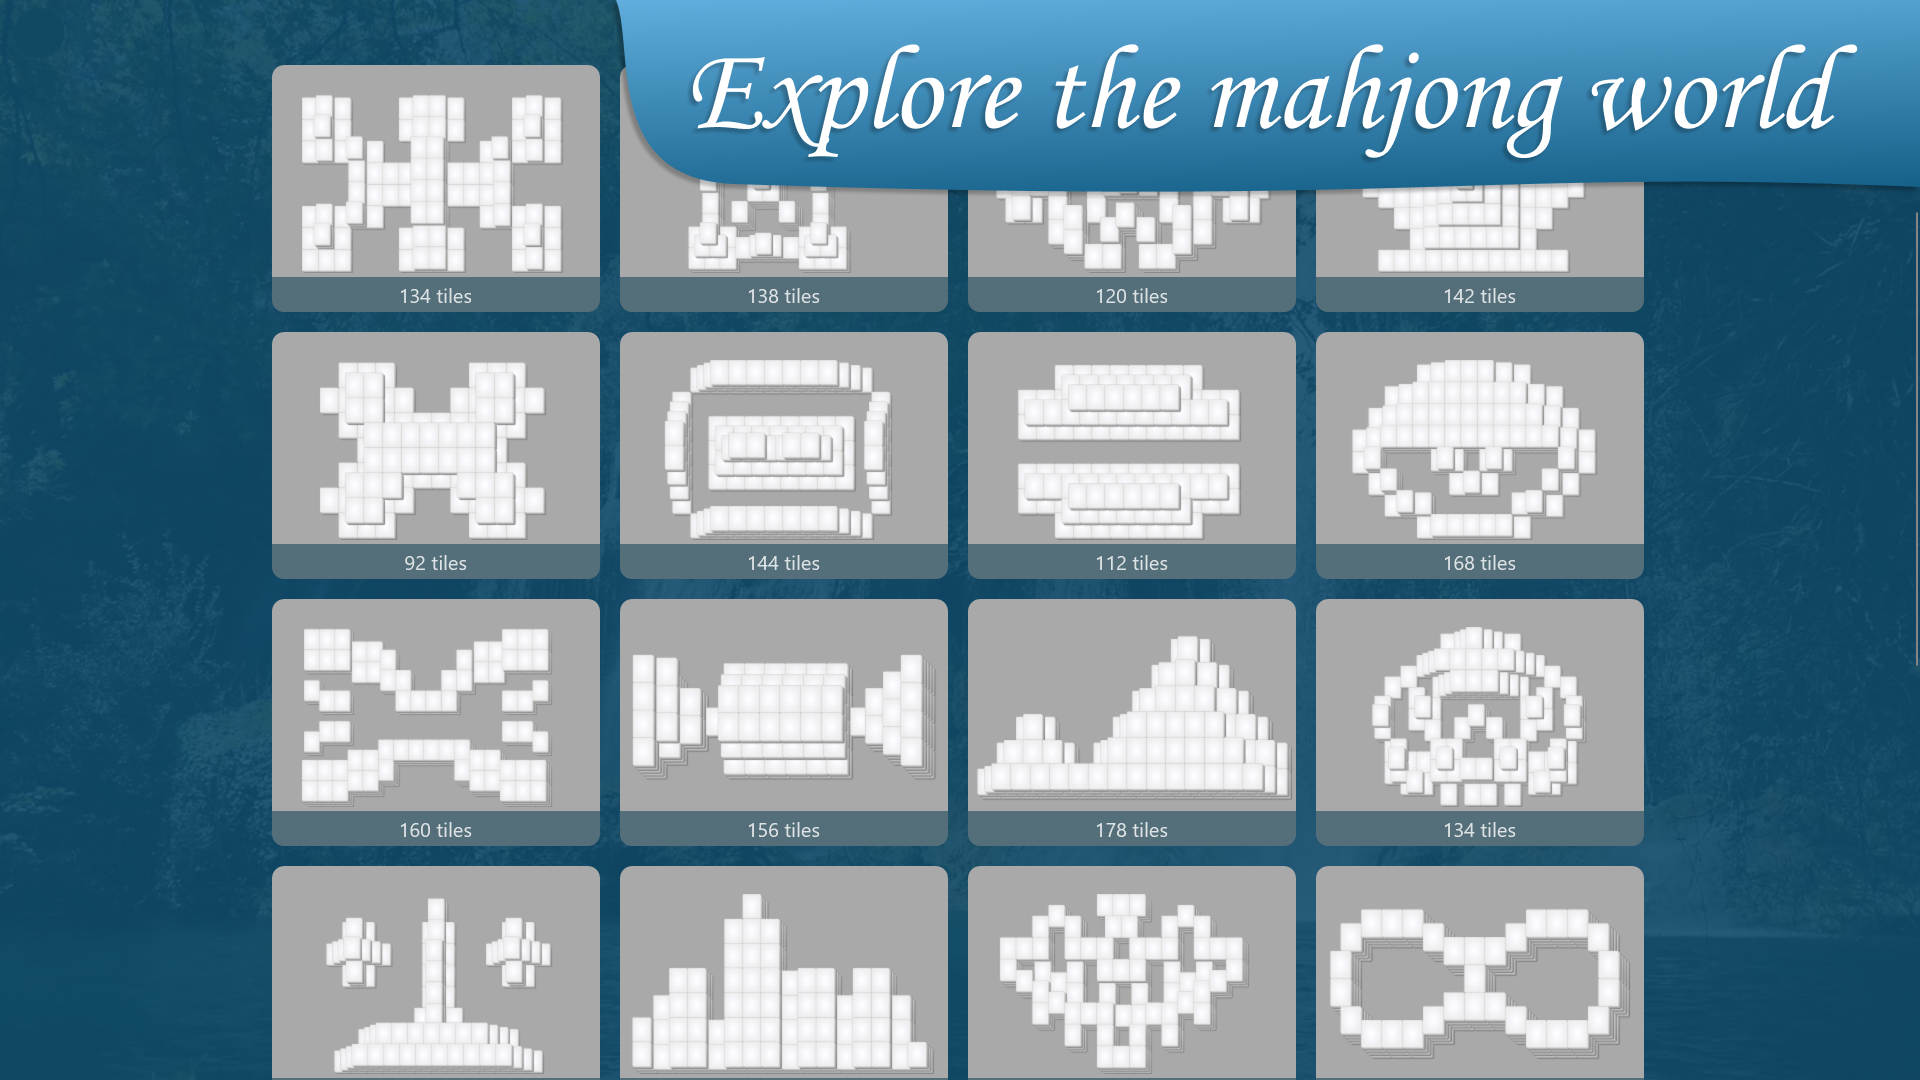 Explore the mahjong world
134 tiles
138 tiles
120 tiles
142 tiles
92 tiles
144 tiles
112 tiles
168 tiles
160 tiles
156 tiles
178 tiles
134 tiles